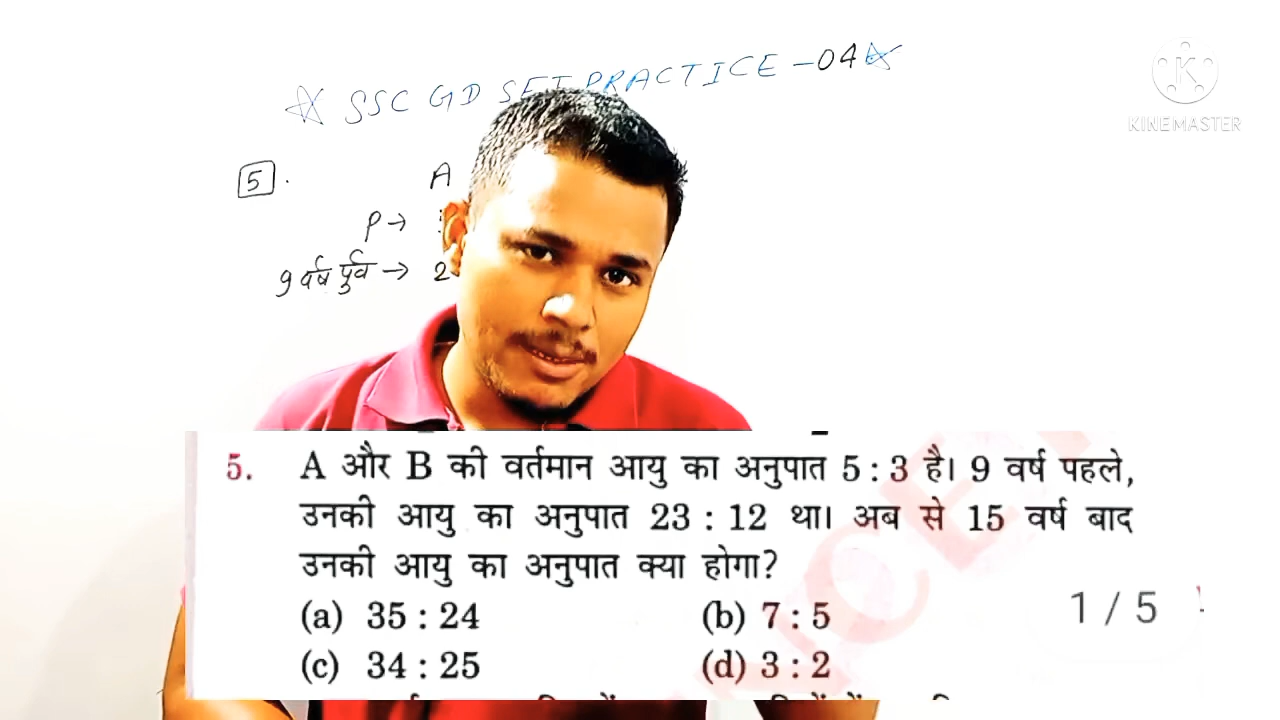 ☆ SSC GD SET PRACTICE - 04 ☆
KINEMASTER
5.
A
P →
9 वर्ष पुर्व → 2
5. A और B की वर्तमान आयु का अनुपात 5 : 3 है। 9 वर्ष पहले,
उनकी आयु का अनुपात 23 : 12 था। अब से 15 वर्ष बाद
उनकी आयु का अनुपात क्या होगा?
(a) 35 : 24 (b) 7 : 5
(c) 34 : 25 (d) 3 : 2
1 / 5